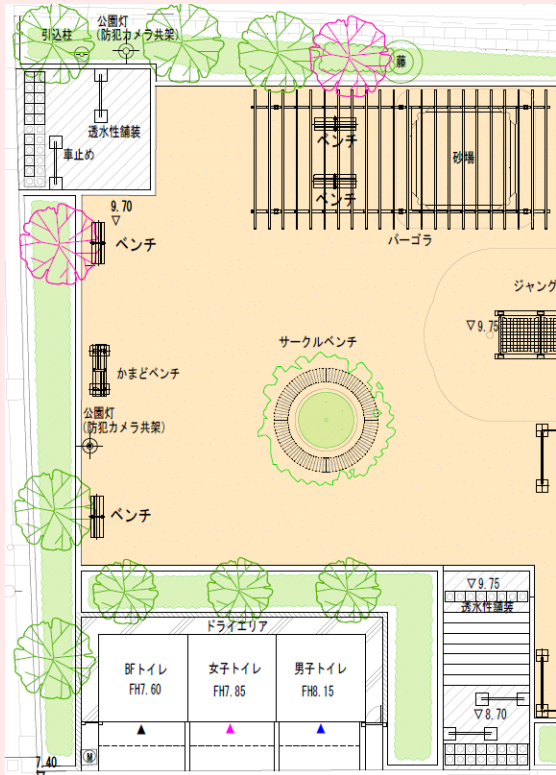 公園灯
引込柱 (防犯カメラ共架)
藤
透水性舗装
車止め
ベンチ
ベンチ
砂場
パーゴラ
9.70
▽
ベンチ
ジャング
▽9.75
サークルベンチ
かまどベンチ
公園灯
(防犯カメラ共架)
ベンチ
▽9.75
透水性舗装
ドライエリア
BFトイレ
FH7.60
女子トイレ
FH7.85
男子トイレ
FH8.15
▽8.70
M
7.40
▽